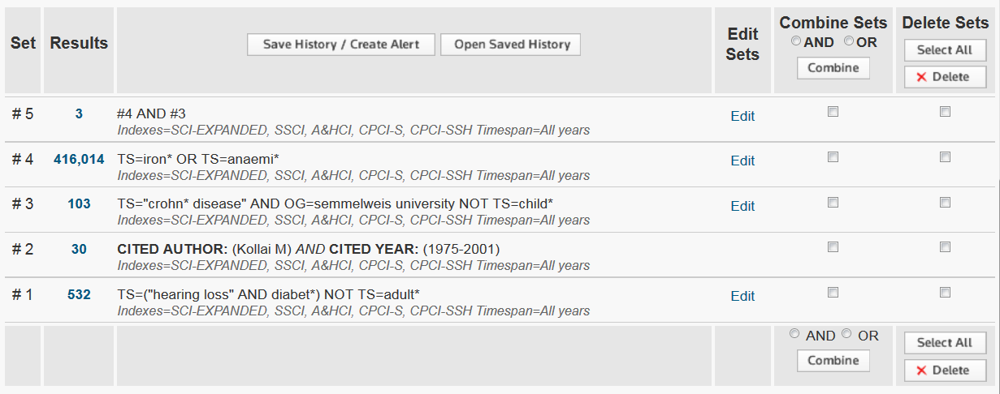 Set Results Save History / Create Alert Open Saved History Edit Sets Combine Sets Delete Sets
AND OR Select All
Combine Delete
# 5 3 #4 AND #3 Edit
Indexes=SCI-EXPANDED, SSCI, A&HCI, CPCI-S, CPCI-SSH Timespan=All years
# 4 416,014 TS=iron* OR TS=anaemi* Edit
Indexes=SCI-EXPANDED, SSCI, A&HCI, CPCI-S, CPCI-SSH Timespan=All years
# 3 103 TS="crohn* disease" AND OG=semmelweis university NOT TS=child* Edit
Indexes=SCI-EXPANDED, SSCI, A&HCI, CPCI-S, CPCI-SSH Timespan=All years
# 2 30 CITED AUTHOR: (Kollai M) AND CITED YEAR: (1975-2001)
Indexes=SCI-EXPANDED, SSCI, A&HCI, CPCI-S, CPCI-SSH Timespan=All years
# 1 532 TS=("hearing loss" AND diabet*) NOT TS=adult* Edit
Indexes=SCI-EXPANDED, SSCI, A&HCI, CPCI-S, CPCI-SSH Timespan=All years
AND OR Select All
Combine Delete